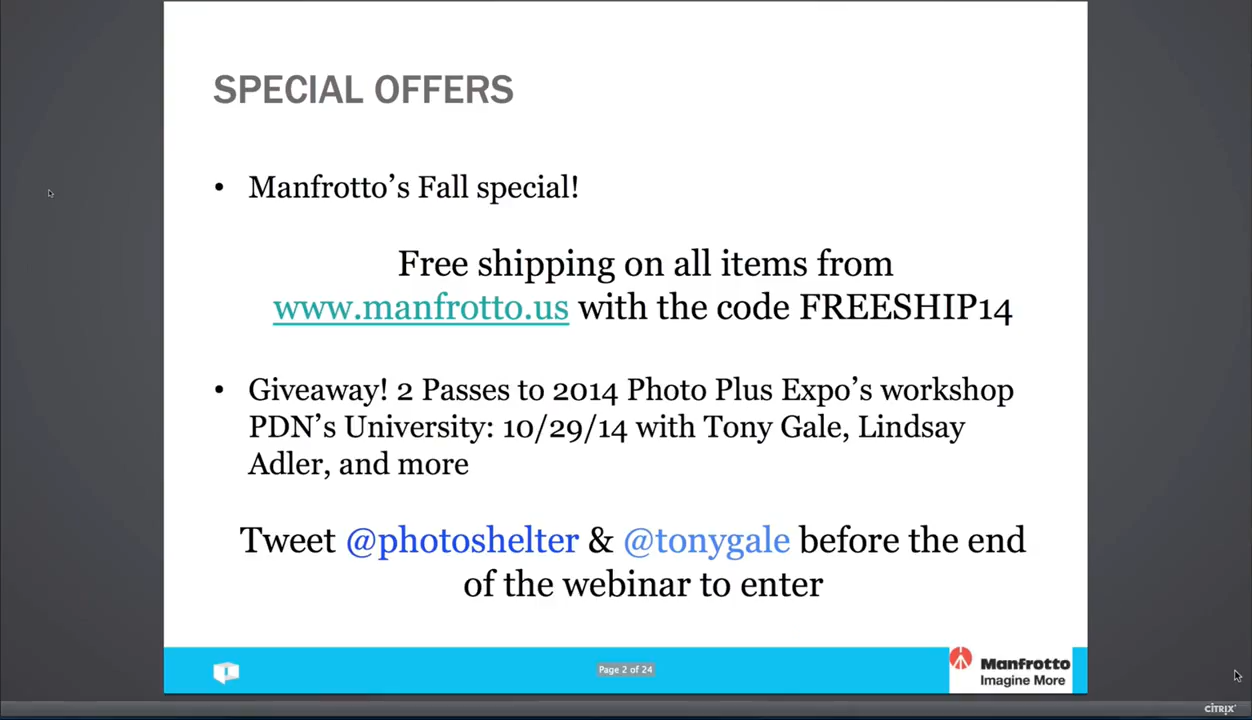 SPECIAL OFFERS
• Manfrotto’s Fall special!
Free shipping on all items from
www.manfrotto.us with the code FREESHIP14
• Giveaway! 2 Passes to 2014 Photo Plus Expo’s workshop
PDN’s University: 10/29/14 with Tony Gale, Lindsay
Adler, and more
Tweet @photoshelter & @tonygale before the end
of the webinar to enter
Page 2 of 24
Manfrotto
Imagine More
CİTRIX